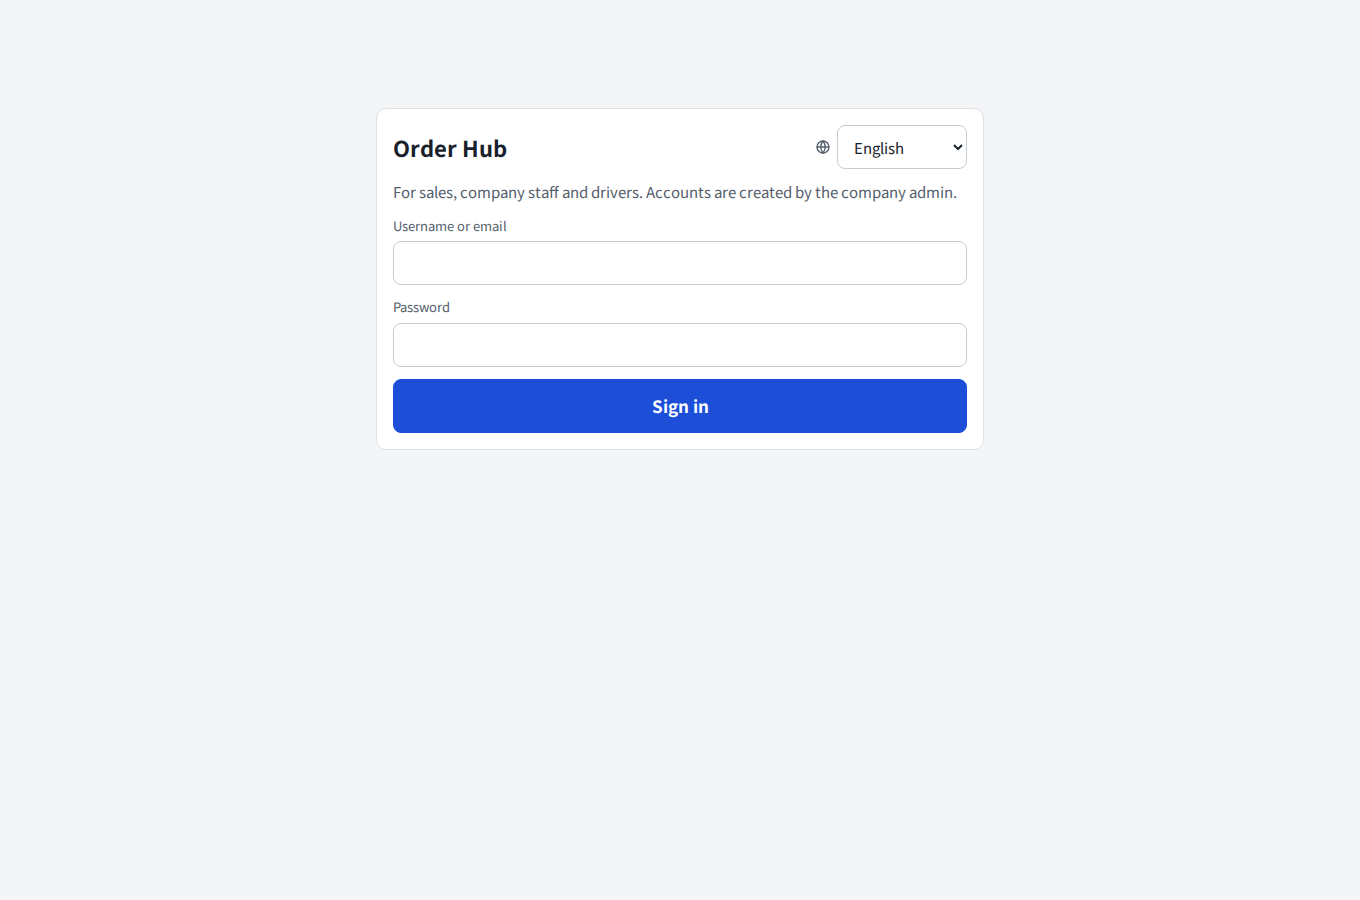 Order Hub
English
For sales, company staff and drivers. Accounts are created by the company admin.
Username or email
Password
Sign in